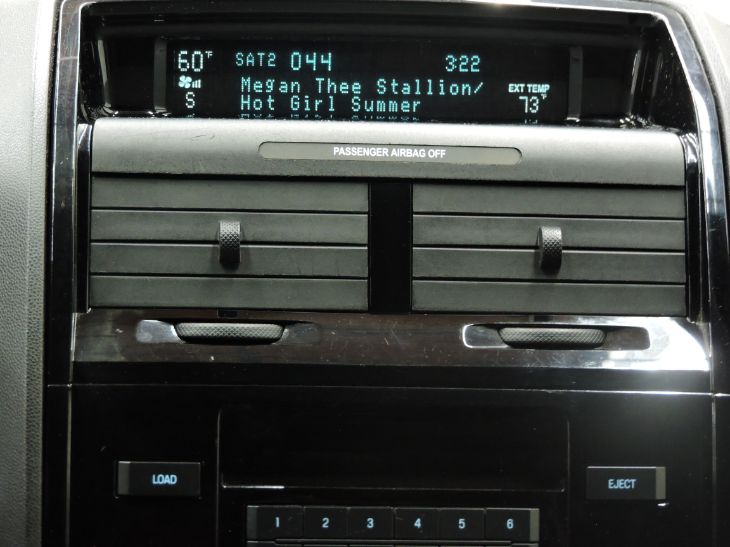 60°F SAT2 044 3:22
Megan Thee Stallion/ EXT TEMP
S Hot Girl Summer 73°
PASSENGER AIRBAG OFF
LOAD EJECT
1 2 3 4 5 6